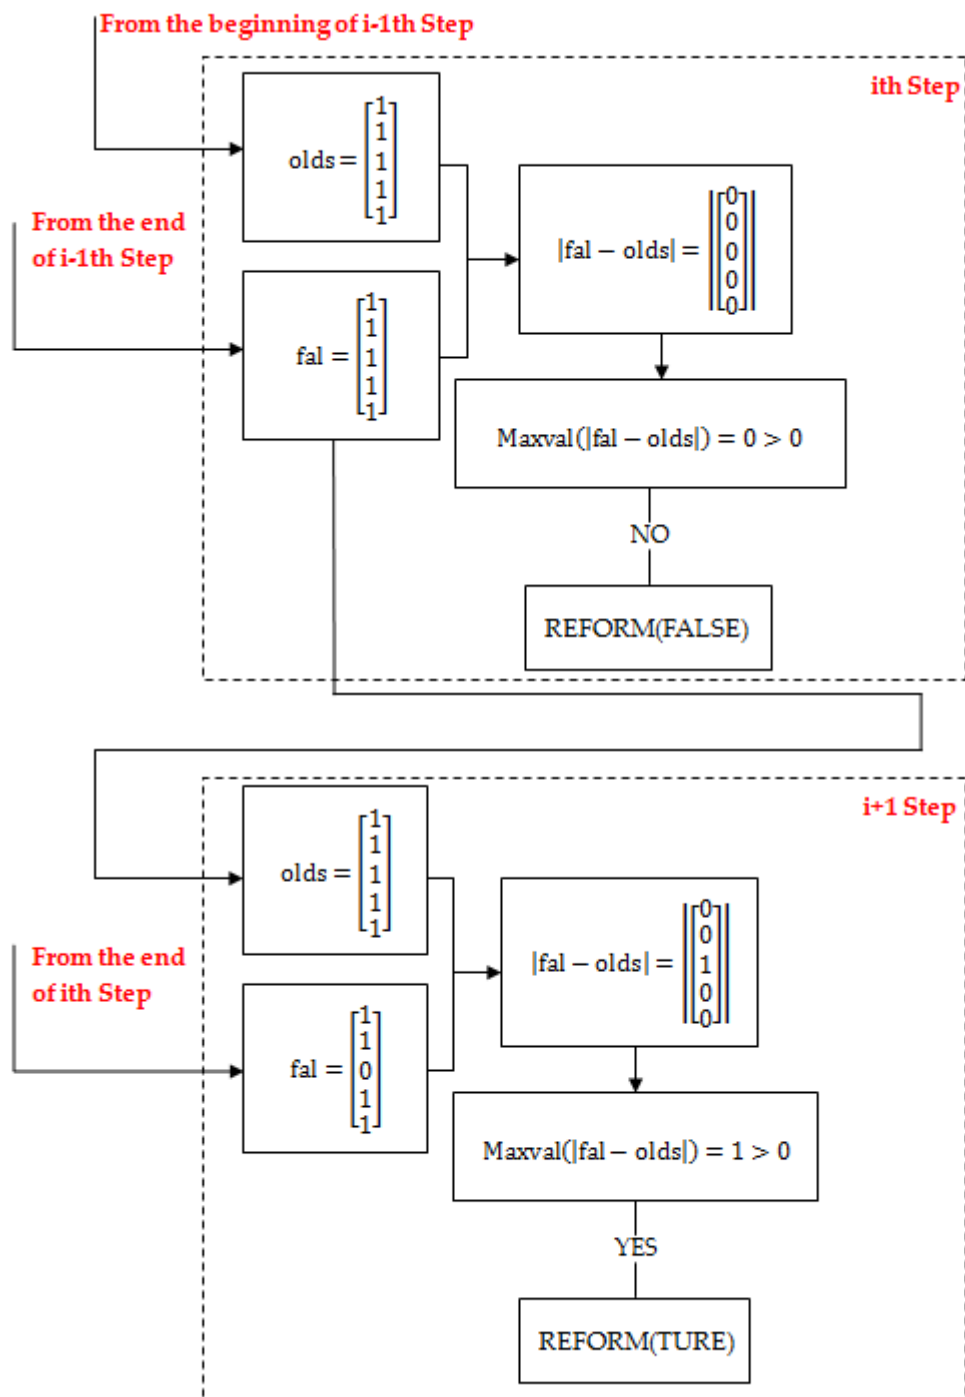 From the beginning of i-1th Step
ith Step
olds = [1 1 1 1 1]
From the end
of i-1th Step
|fal − olds| = |[0 0 0 0 0]|
fal = [1 1 1 1 1]
Maxval(|fal − olds|) = 0 > 0
NO
REFORM(FALSE)
i+1 Step
olds = [1 1 1 1 1]
From the end
of ith Step
|fal − olds| = |[0 0 1 0 0]|
fal = [1 1 0 1 1]
Maxval(|fal − olds|) = 1 > 0
YES
REFORM(TURE)